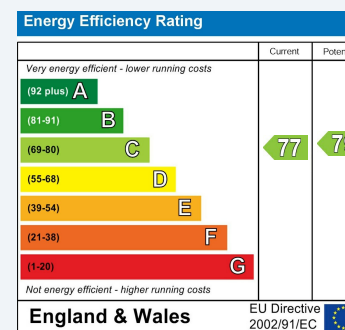 Energy Efficiency Rating
Current
Very energy efficient - lower running costs
(92 plus) A
(81-91) B
(69-80) C
77
(55-68) D
(39-54) E
(21-38) F
(1-20) G
Not energy efficient - higher running costs
England & Wales
EU Directive
2002/91/EC